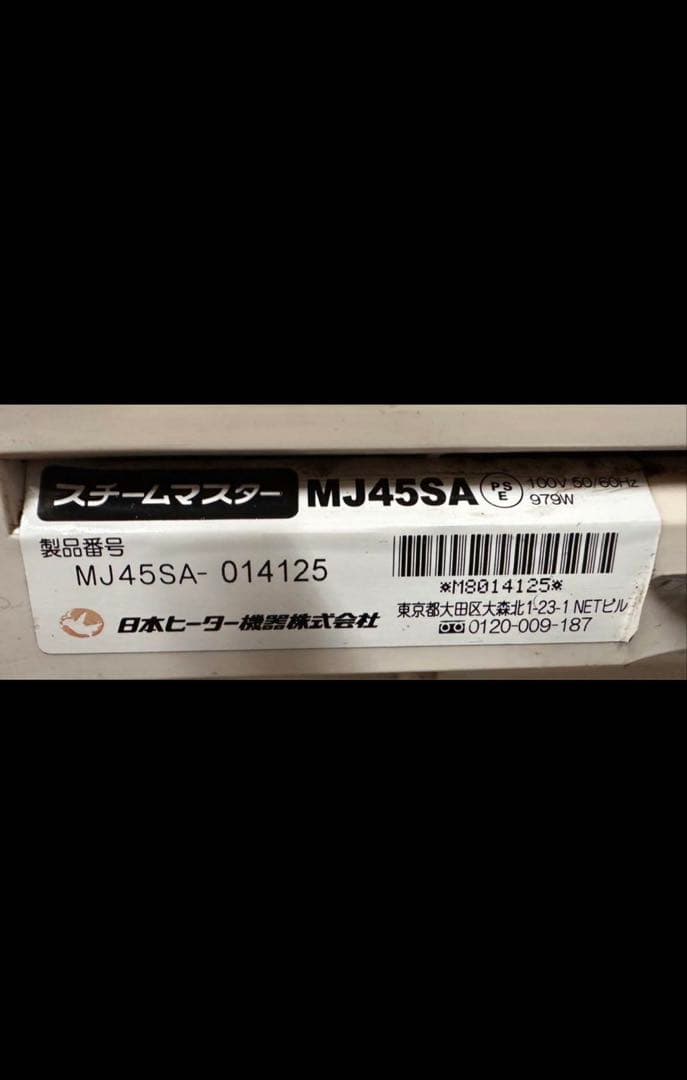 スチームマスター MJ45SA PSE 100V 50/60Hz
979W
製品番号
MJ45SA- 014125
*M8014125*
日本ヒーター機器株式会社
東京都大田区大森北1-23-1 NETビル
0120-009-187